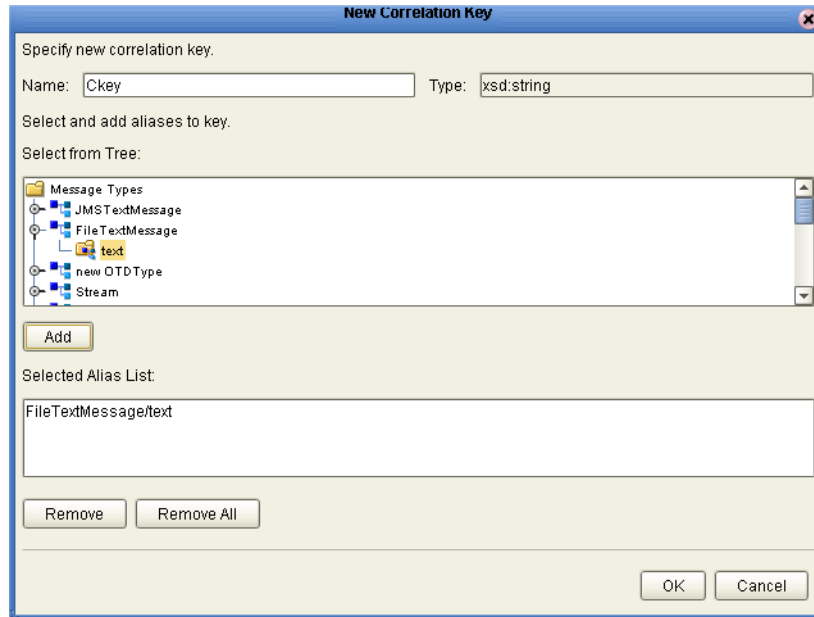 New Correlation Key
Specify new correlation key.
Name: Ckey Type: xsd:string
Select and add aliases to key.
Select from Tree:
Message Types
JMSTextMessage
FileTextMessage
text
new OTDType
Stream
Add
Selected Alias List:
FileTextMessage/text
Remove Remove All
OK Cancel